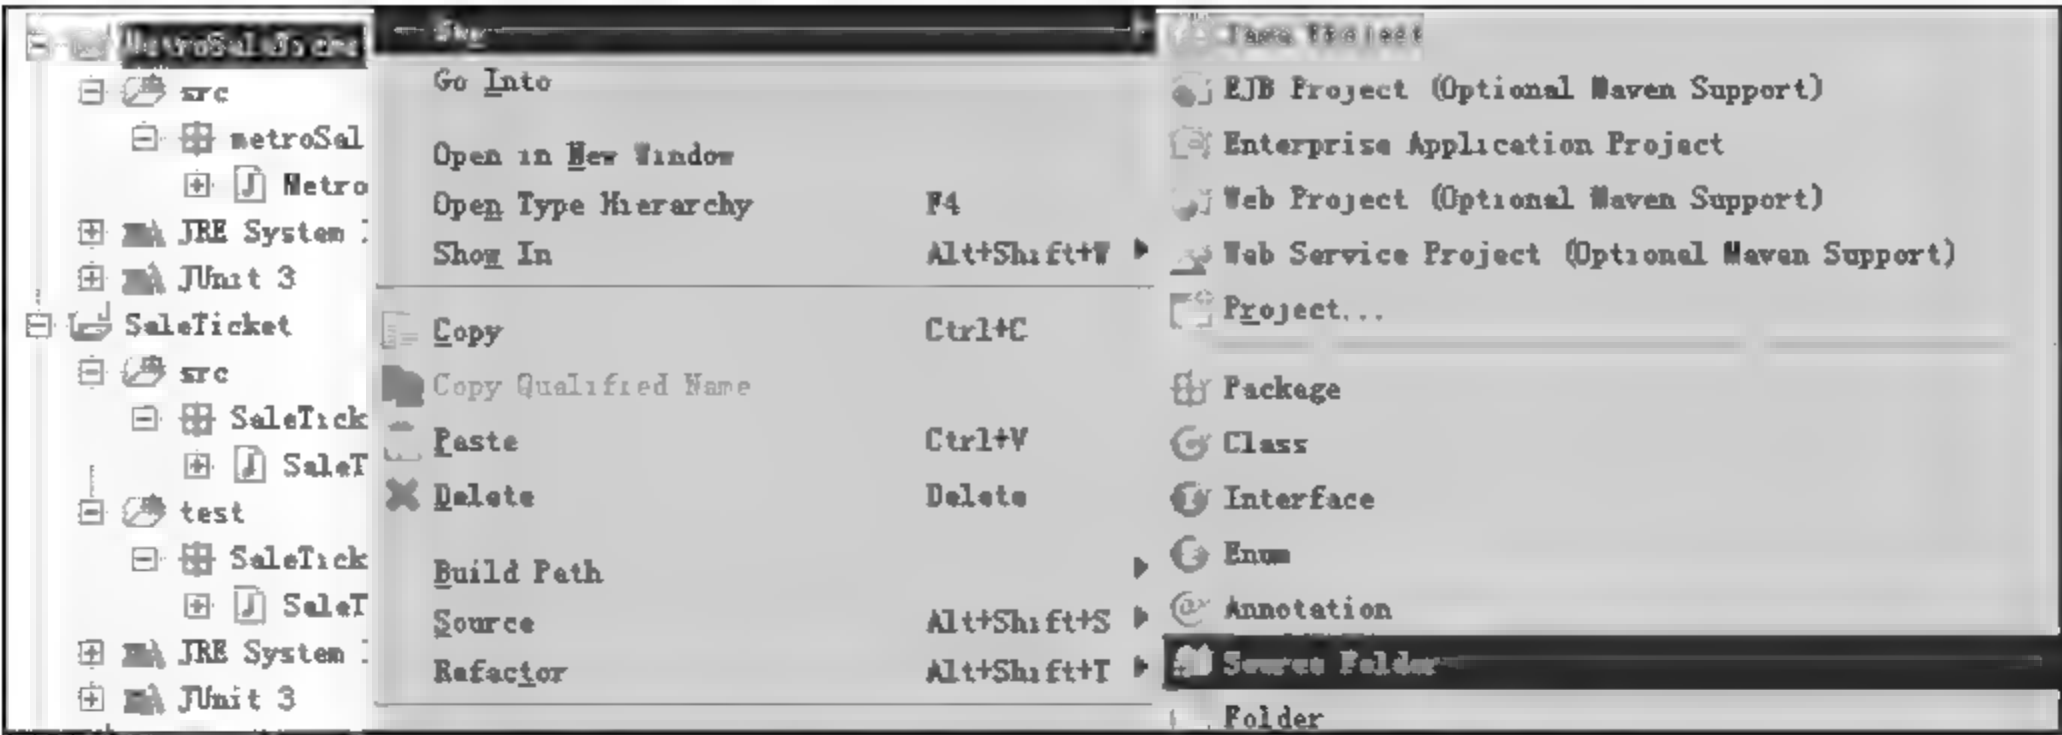 src
metroSal
Metro
JRE System
JUnit 3
SaleTicket
src
SaleTick
SaleT
test
SaleTick
SaleT
JRE System
JUnit 3
New
Go Into
Open in New Window
Open Type Hierarchy F4
Show In Alt+Shift+W
Copy Ctrl+C
Copy Qualified Name
Paste Ctrl+V
Delete Delete
Build Path
Source Alt+Shift+S
Refactor Alt+Shift+T
Java Project
EJB Project (Optional Maven Support)
Enterprise Application Project
Web Project (Optional Maven Support)
Web Service Project (Optional Maven Support)
Project...
Package
Class
Interface
Enum
Annotation
Source Folder
Folder